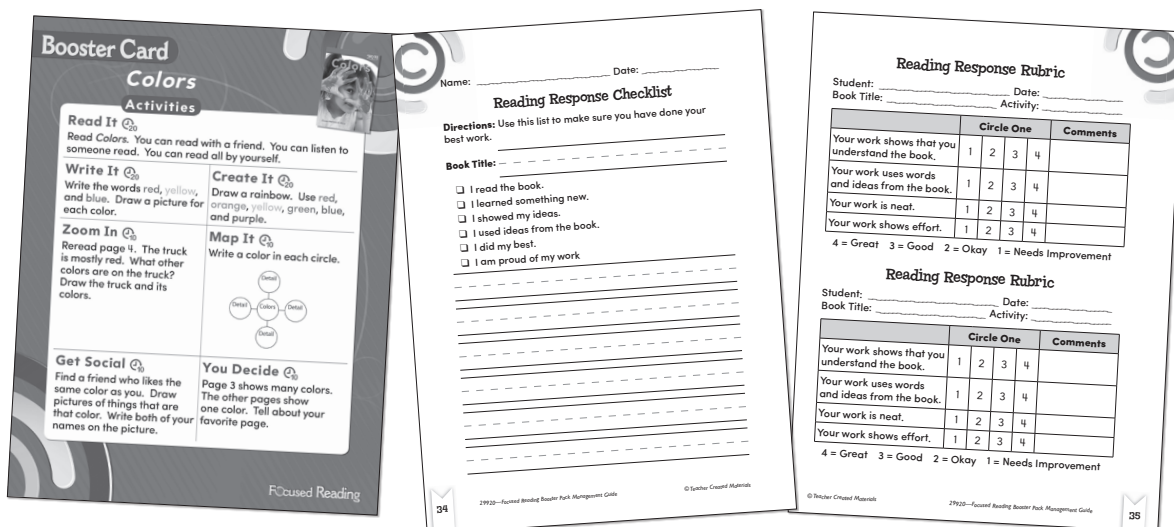 Booster Card
Colors
Colors
Activities
Read It 20
Read Colors. You can read with a friend. You can listen to
someone read. You can read all by yourself.
Write It 20
Write the words red, yellow,
and blue. Draw a picture for
each color.
Create It 20
Draw a rainbow. Use red,
orange, yellow, green, blue,
and purple.
Zoom In 10
Reread page 4. The truck
is mostly red. What other
colors are on the truck?
Draw the truck and its
colors.
Map It 10
Write a color in each circle.
Detail
Detail
Colors
Detail
Detail
Get Social 10
Find a friend who likes the
same color as you. Draw
pictures of things that are
that color. Write both of your
names on the picture.
You Decide 10
Page 3 shows many colors.
The other pages show
one color. Tell about your
favorite page.
Focused Reading
Name: Date:
Reading Response Checklist
Directions: Use this list to make sure you have done your
best work.
Book Title:
❑ I read the book.
❑ I learned something new.
❑ I showed my ideas.
❑ I used ideas from the book.
❑ I did my best.
❑ I am proud of my work
34
29920—Focused Reading Booster Pack Management Guide
© Teacher Created Materials
Reading Response Rubric
Student: Date:
Book Title: Activity:
Circle One Comments
Your work shows that you
understand the book. 1 2 3 4
Your work uses words
and ideas from the book. 1 2 3 4
Your work is neat. 1 2 3 4
Your work shows effort. 1 2 3 4
4 = Great 3 = Good 2 = Okay 1 = Needs Improvement
Reading Response Rubric
Student: Date:
Book Title: Activity:
Circle One Comments
Your work shows that you
understand the book. 1 2 3 4
Your work uses words
and ideas from the book. 1 2 3 4
Your work is neat. 1 2 3 4
Your work shows effort. 1 2 3 4
4 = Great 3 = Good 2 = Okay 1 = Needs Improvement
© Teacher Created Materials
29920—Focused Reading Booster Pack Management Guide
35